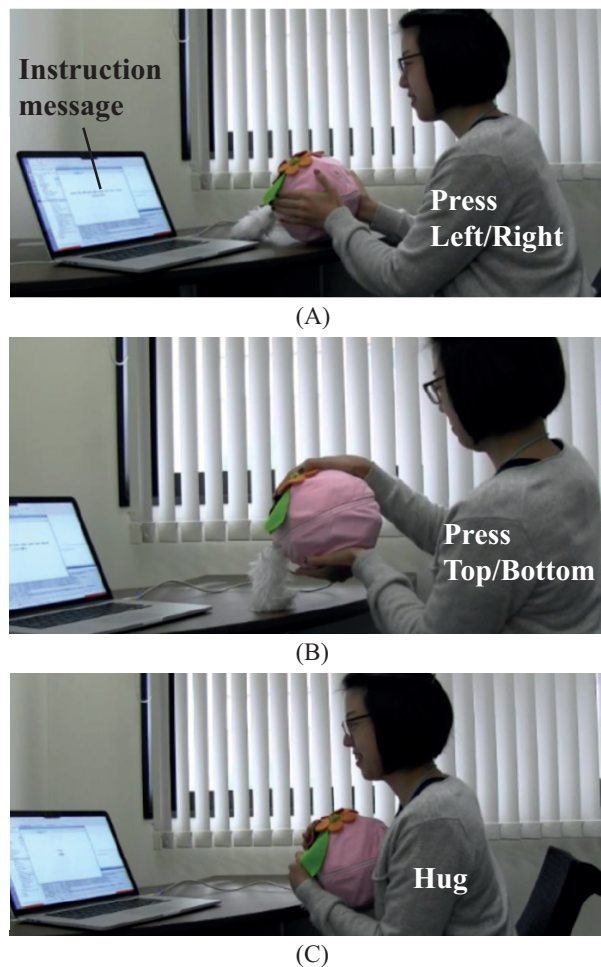 Instruction
message
Press
Left/Right
(A)
Press
Top/Bottom
(B)
Hug
(C)